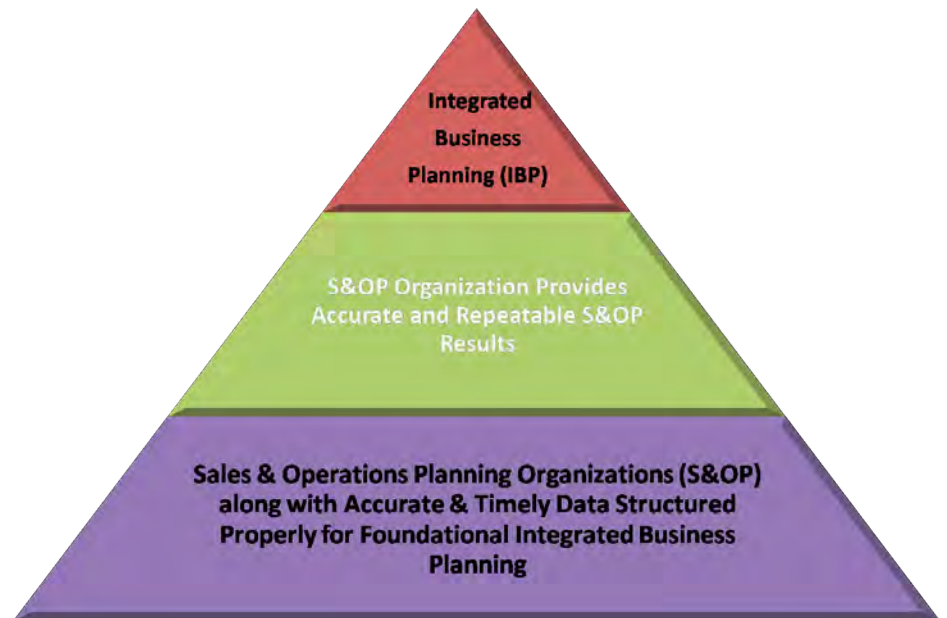 Integrated
Business
Planning (IBP)
S&OP Organization Provides
Accurate and Repeatable S&OP
Results
Sales & Operations Planning Organizations (S&OP)
along with Accurate & Timely Data Structured
Properly for Foundational Integrated Business
Planning